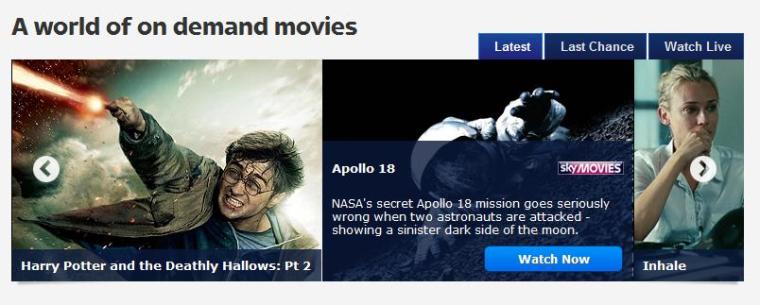 A world of on demand movies
Latest
Last Chance
Watch Live
Harry Potter and the Deathly Hallows: Pt 2
Apollo 18
sky MOVIES
NASA's secret Apollo 18 mission goes seriously
wrong when two astronauts are attacked -
showing a sinister dark side of the moon.
Watch Now
Inhale